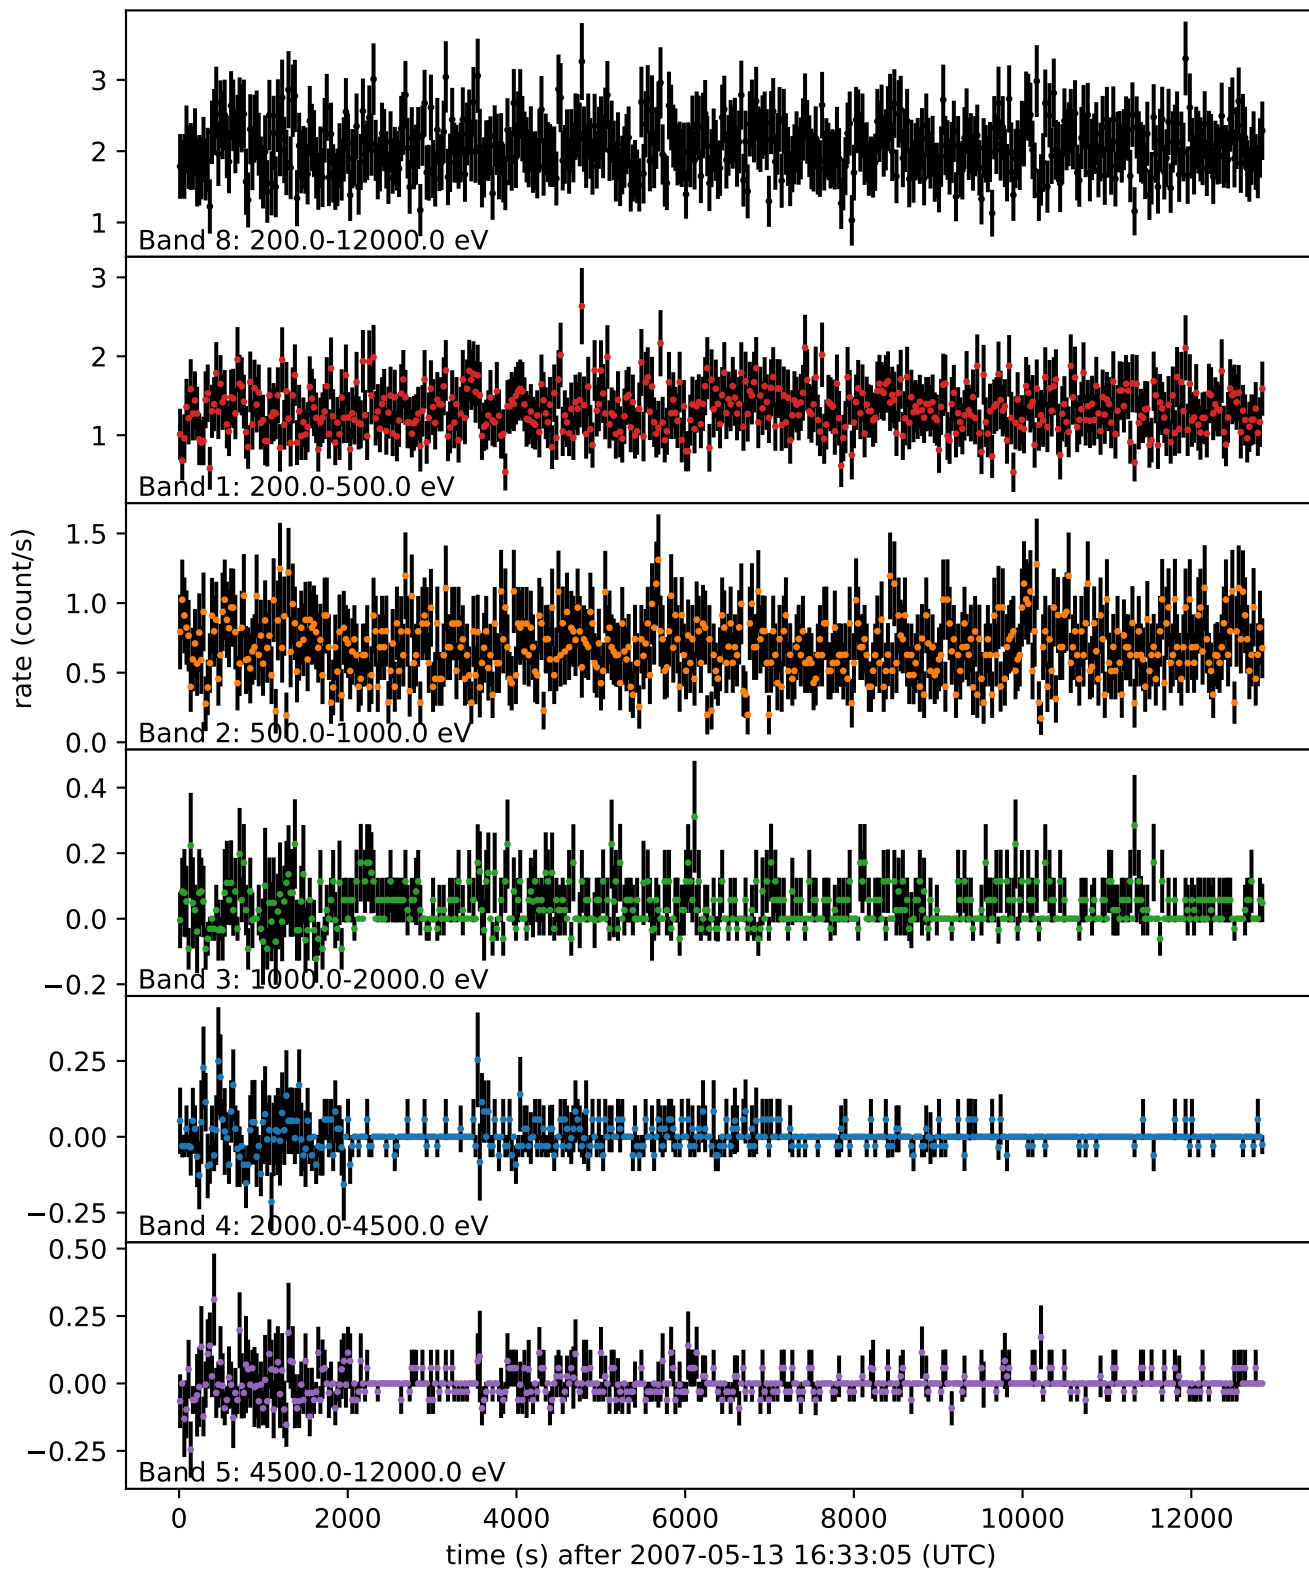 3
2
1
Band 8: 200.0-12000.0 eV
3
2
1
Band 1: 200.0-500.0 eV
rate (count/s)
1.5
1.0
0.5
0.0
Band 2: 500.0-1000.0 eV
0.4
0.2
0.0
−0.2
Band 3: 1000.0-2000.0 eV
0.25
0.00
−0.25
Band 4: 2000.0-4500.0 eV
0.50
0.25
0.00
−0.25
Band 5: 4500.0-12000.0 eV
0 2000 4000 6000 8000 10000 12000
time (s) after 2007-05-13 16:33:05 (UTC)